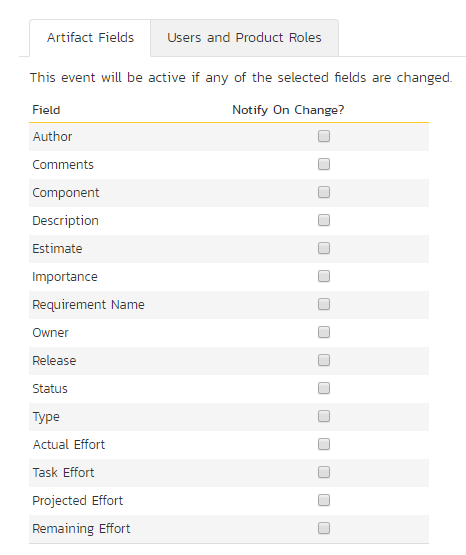 Artifact Fields Users and Product Roles
This event will be active if any of the selected fields are changed.
Field Notify On Change?
Author
Comments
Component
Description
Estimate
Importance
Requirement Name
Owner
Release
Status
Type
Actual Effort
Task Effort
Projected Effort
Remaining Effort